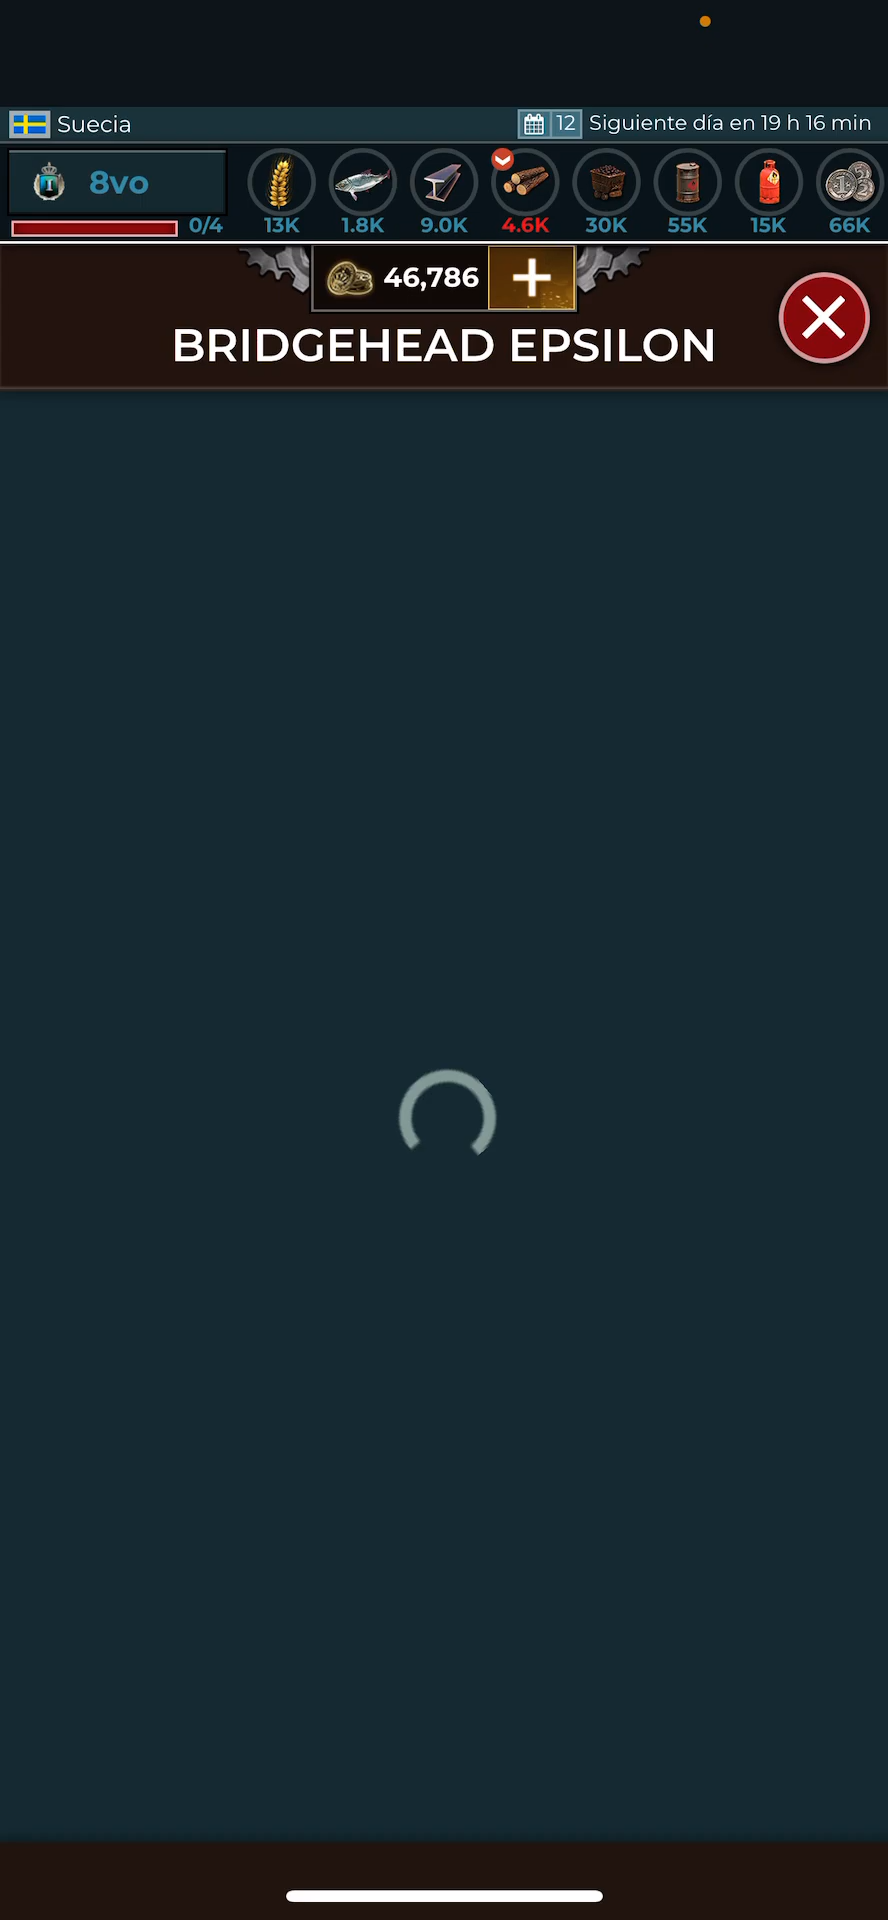 Suecia
12 Siguiente día en 19 h 16 min
8vo
0/4 13K 1.8K 9.0K 4.6K 30K 55K 15K 66K
46,786
BRIDGEHEAD EPSILON